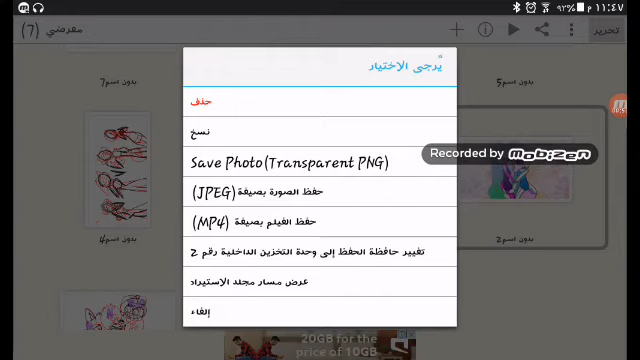 ٩٢% م ١١:٤٧
معرضي (7)
تحرير
يرجى الاختيار
حذف
نسخ
Save Photo(Transparent PNG)
حفظ الصورة بصيغة (JPEG)
حفظ الفيلم بصيغة (MP4)
تغيير حافظة الحفظ إلى وحدة التخزين الداخلية رقم 2
عرض مسار مجلد الإستيراد
إلغاء
بدون اسم7
بدون اسم5
بدون اسم4
بدون اسم2
Recorded by mobizen
20GB for the
price of 10GB